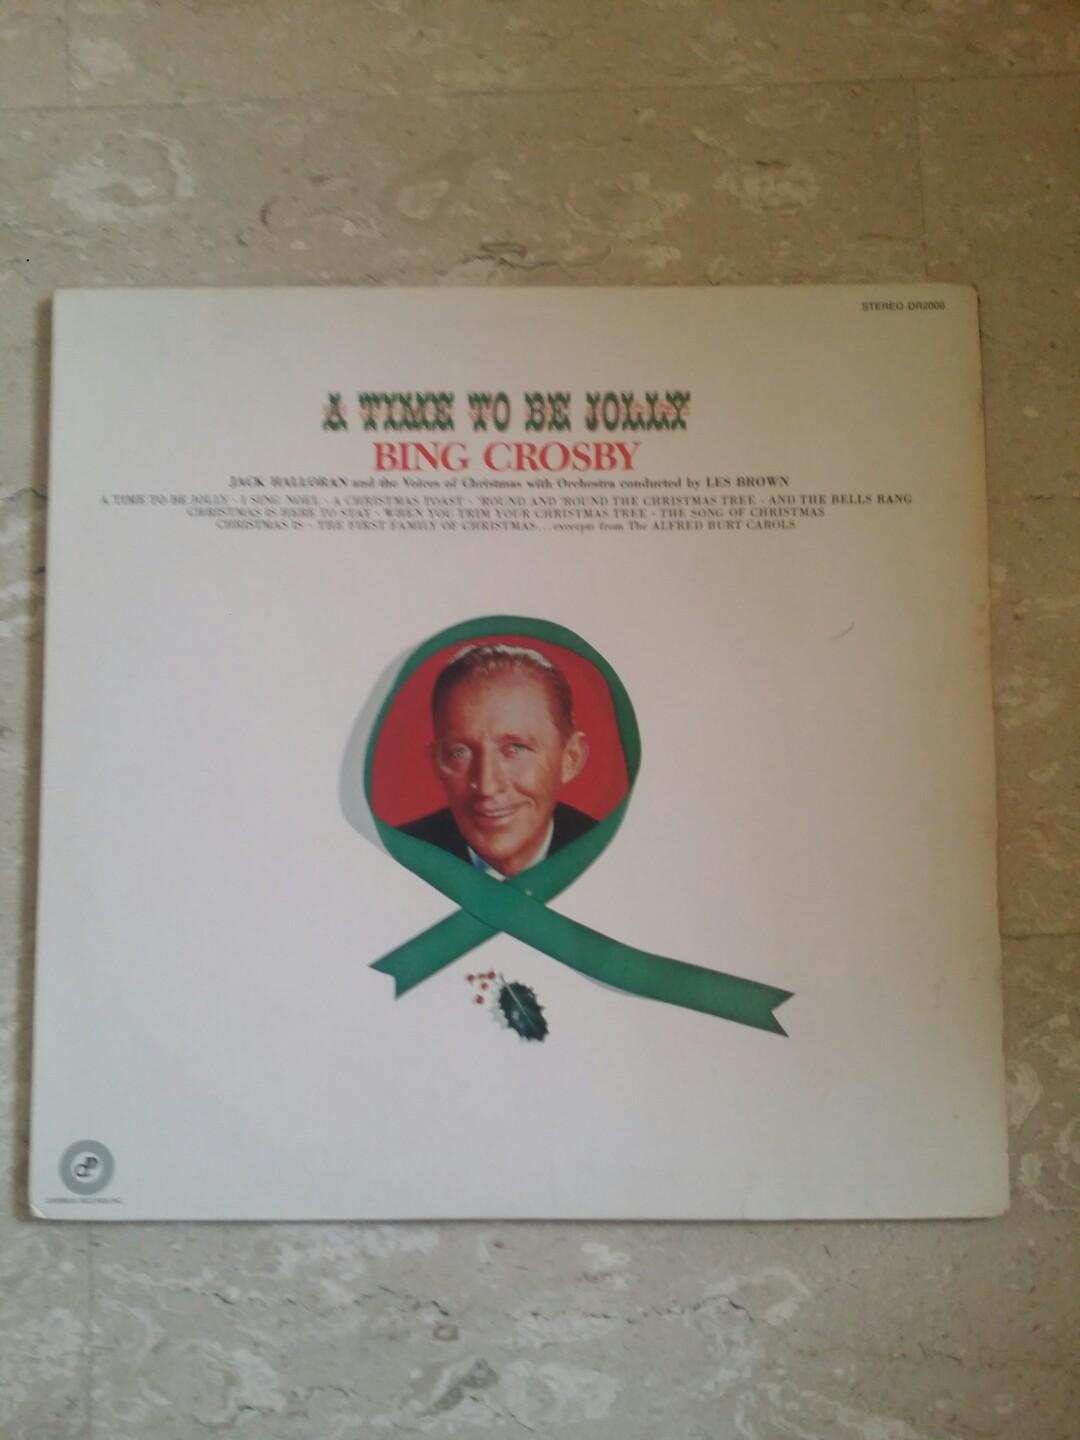 STEREO DR2006
A TIME TO BE JOLLY
BING CROSBY
JACK HALLORAN and the Voices of Christmas with Orchestra conducted by LES BROWN
A TIME TO BE JOLLY - I SING NOEL - A CHRISTMAS TOAST - 'ROUND AND 'ROUND THE CHRISTMAS TREE - AND THE BELLS RANG
CHRISTMAS IS HERE TO STAY - WHEN YOU TRIM YOUR CHRISTMAS TREE - THE SONG OF CHRISTMAS
CHRISTMAS IS - THE FIRST FAMILY OF CHRISTMAS...excerpts from The ALFRED BURT CAROLS